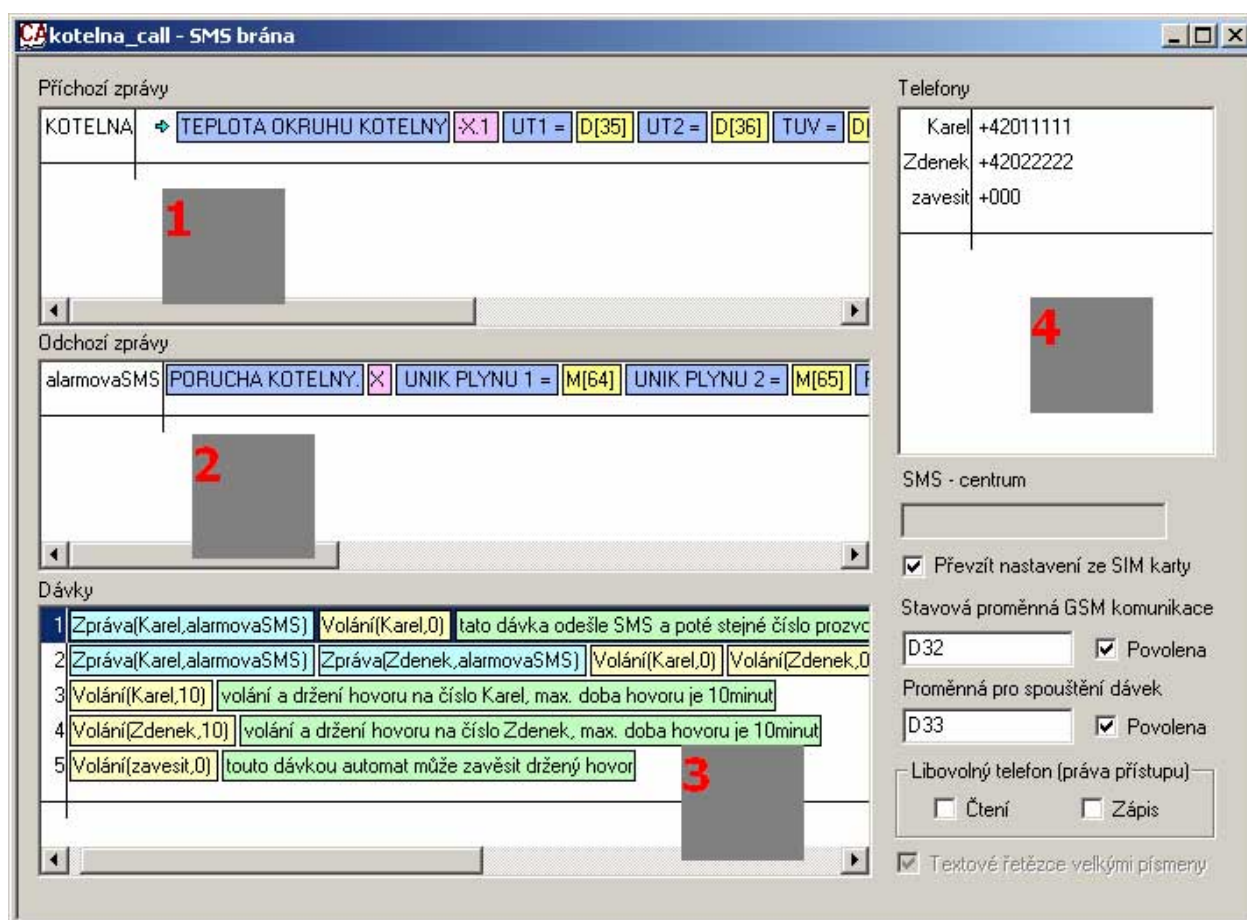 kotelna_call - SMS brána
Příchozí zprávy
KOTELNA TEPLOTA OKRUHU KOTELNY -X.1 UT1 = D[35] UT2 = D[36] TUV =
1
Odchozí zprávy
alarmovaSMS PORUCHA KOTELNY. X UNIK PLYNU 1 = M[64] UNIK PLYNU 2 = M[65]
2
Dávky
1 Zpráva(Karel,alarmovaSMS) Volání(Karel,0) tato dávka odešle SMS a poté stejné číslo
2 Zpráva(Karel,alarmovaSMS) Zpráva(Zdenek,alarmovaSMS) Volání(Karel,0) Volání(Zdenek,0
3 Volání(Karel,10) volání a držení hovoru na číslo Karel, max. doba hovoru je 10minut
4 Volání(Zdenek,10) volání a držení hovoru na číslo Zdenek, max. doba hovoru je 10minut
5 Volání(zavesit,0) touto dávkou automat může zavěsit držený hovor
3
Telefony
Karel +42011111
Zdenek +42022222
zavesit +000
4
SMS - centrum
Převzít nastavení ze SIM karty
Stavová proměnná GSM komunikace
D32 Povolena
Proměnná pro spouštění dávek
D33 Povolena
Libovolný telefon (práva přístupu)
Čtení Zápis
Textové řetězce velkými písmeny